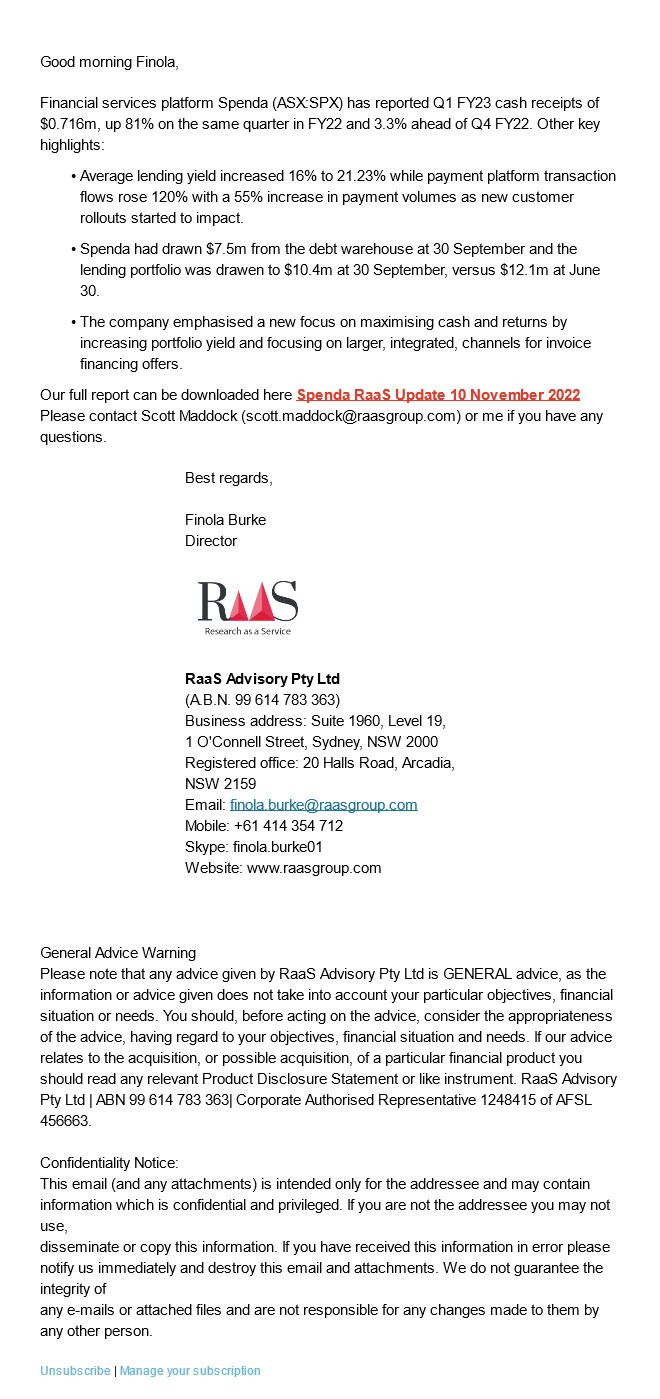 Good morning Finola,
Financial services platform Spenda (ASX:SPX) has reported Q1 FY23 cash receipts of
$0.716m, up 81% on the same quarter in FY22 and 3.3% ahead of Q4 FY22. Other key
highlights:
• Average lending yield increased 16% to 21.23% while payment platform transaction
flows rose 120% with a 55% increase in payment volumes as new customer
rollouts started to impact.
• Spenda had drawn $7.5m from the debt warehouse at 30 September and the
lending portfolio was drawen to $10.4m at 30 September, versus $12.1m at June
30.
• The company emphasised a new focus on maximising cash and returns by
increasing portfolio yield and focusing on larger, integrated, channels for invoice
financing offers.
Our full report can be downloaded here Spenda RaaS Update 10 November 2022
Please contact Scott Maddock (scott.maddock@raasgroup.com) or me if you have any
questions.
Best regards,
Finola Burke
Director
RAAS
Research as a Service
RaaS Advisory Pty Ltd
(A.B.N. 99 614 783 363)
Business address: Suite 1960, Level 19,
1 O'Connell Street, Sydney, NSW 2000
Registered office: 20 Halls Road, Arcadia,
NSW 2159
Email: finola.burke@raasgroup.com
Mobile: +61 414 354 712
Skype: finola.burke01
Website: www.raasgroup.com
General Advice Warning
Please note that any advice given by RaaS Advisory Pty Ltd is GENERAL advice, as the
information or advice given does not take into account your particular objectives, financial
situation or needs. You should, before acting on the advice, consider the appropriateness
of the advice, having regard to your objectives, financial situation and needs. If our advice
relates to the acquisition, or possible acquisition, of a particular financial product you
should read any relevant Product Disclosure Statement or like instrument. RaaS Advisory
Pty Ltd | ABN 99 614 783 363| Corporate Authorised Representative 1248415 of AFSL
456663.
Confidentiality Notice:
This email (and any attachments) is intended only for the addressee and may contain
information which is confidential and privileged. If you are not the addressee you may not
use,
disseminate or copy this information. If you have received this information in error please
notify us immediately and destroy this email and attachments. We do not guarantee the
integrity of
any e-mails or attached files and are not responsible for any changes made to them by
any other person.
Unsubscribe | Manage your subscription